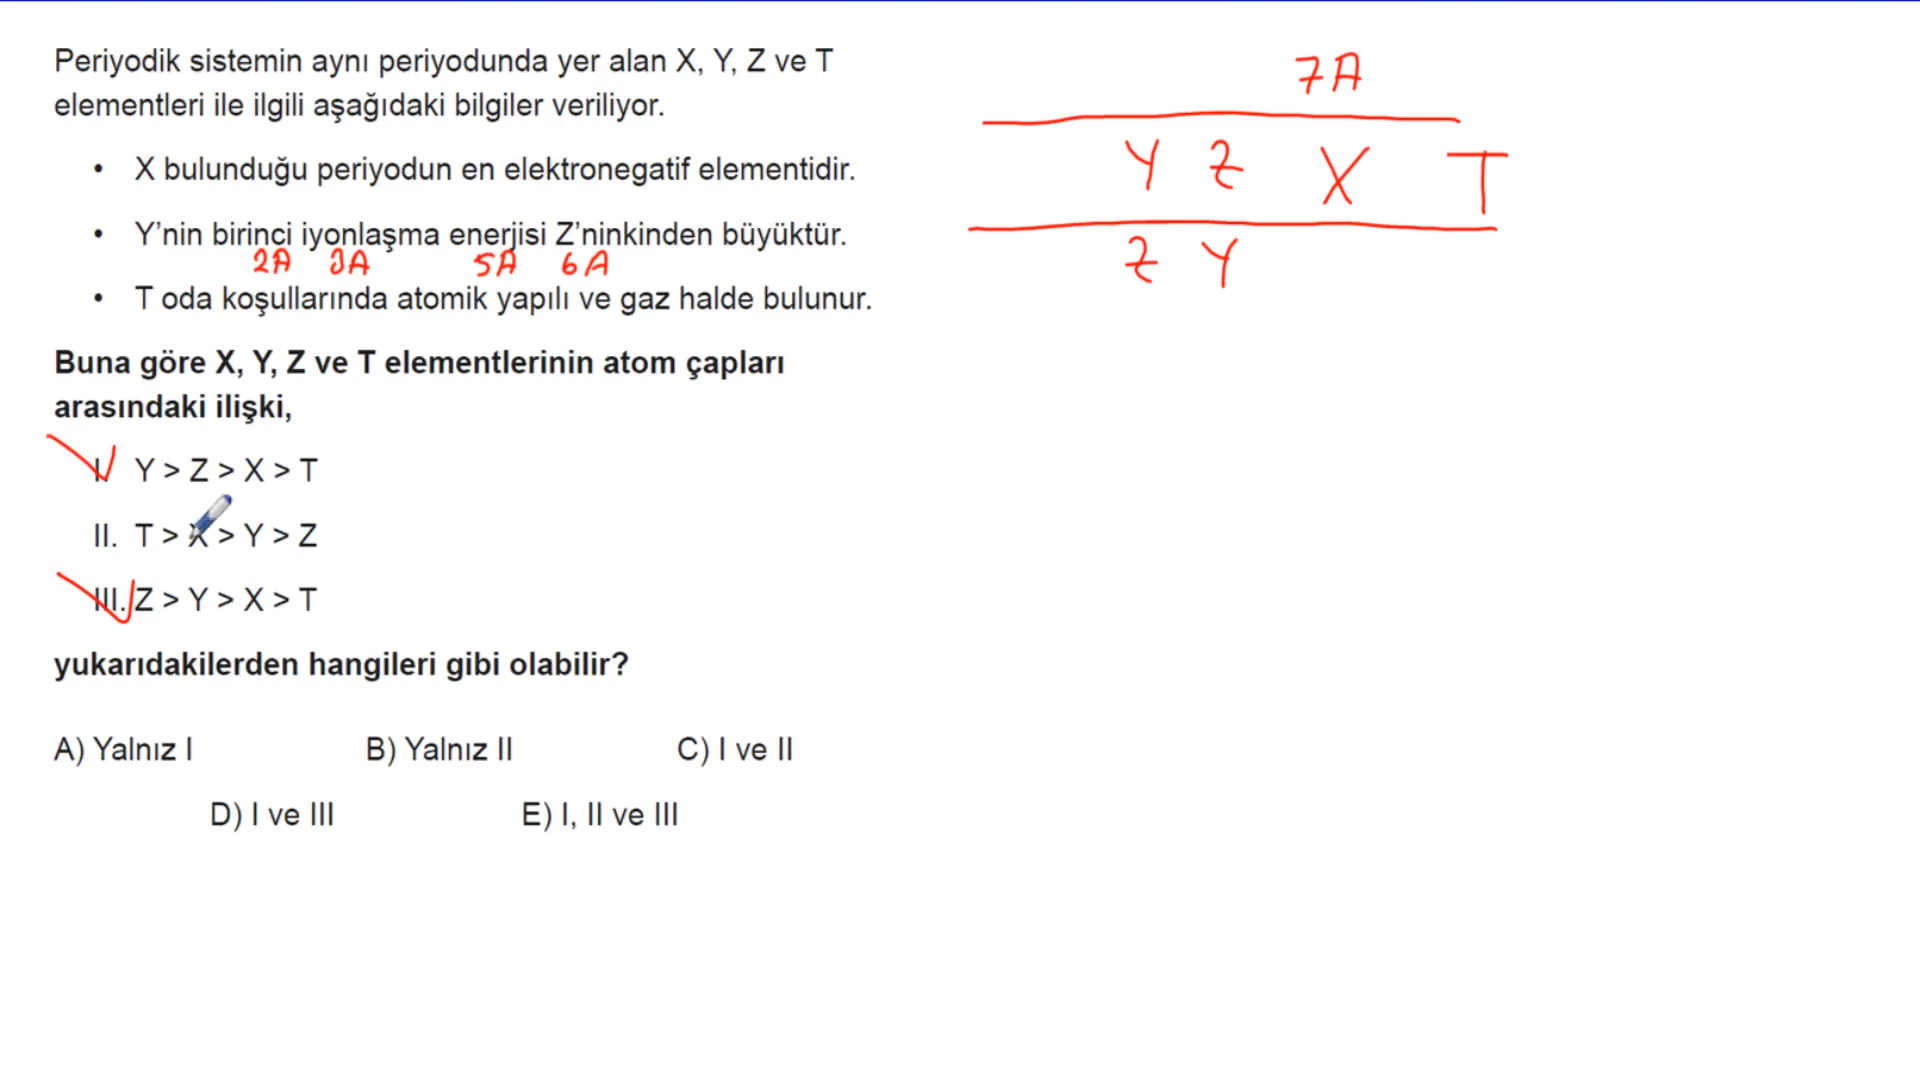 Periyodik sistemin aynı periyodunda yer alan X, Y, Z ve T
elementleri ile ilgili aşağıdaki bilgiler veriliyor.
• X bulunduğu periyodun en elektronegatif elementidir.
• Y’nin birinci iyonlaşma enerjisi Z’ninkinden büyüktür.
2A 3A 5A 6A
• T oda koşullarında atomik yapılı ve gaz halde bulunur.
Buna göre X, Y, Z ve T elementlerinin atom çapları
arasındaki ilişki,
I. Y > Z > X > T
II. T > X > Y > Z
III. Z > Y > X > T
yukarıdakilerden hangileri gibi olabilir?
A) Yalnız I B) Yalnız II C) I ve II
D) I ve III E) I, II ve III
7A
Y Z X T
Z Y